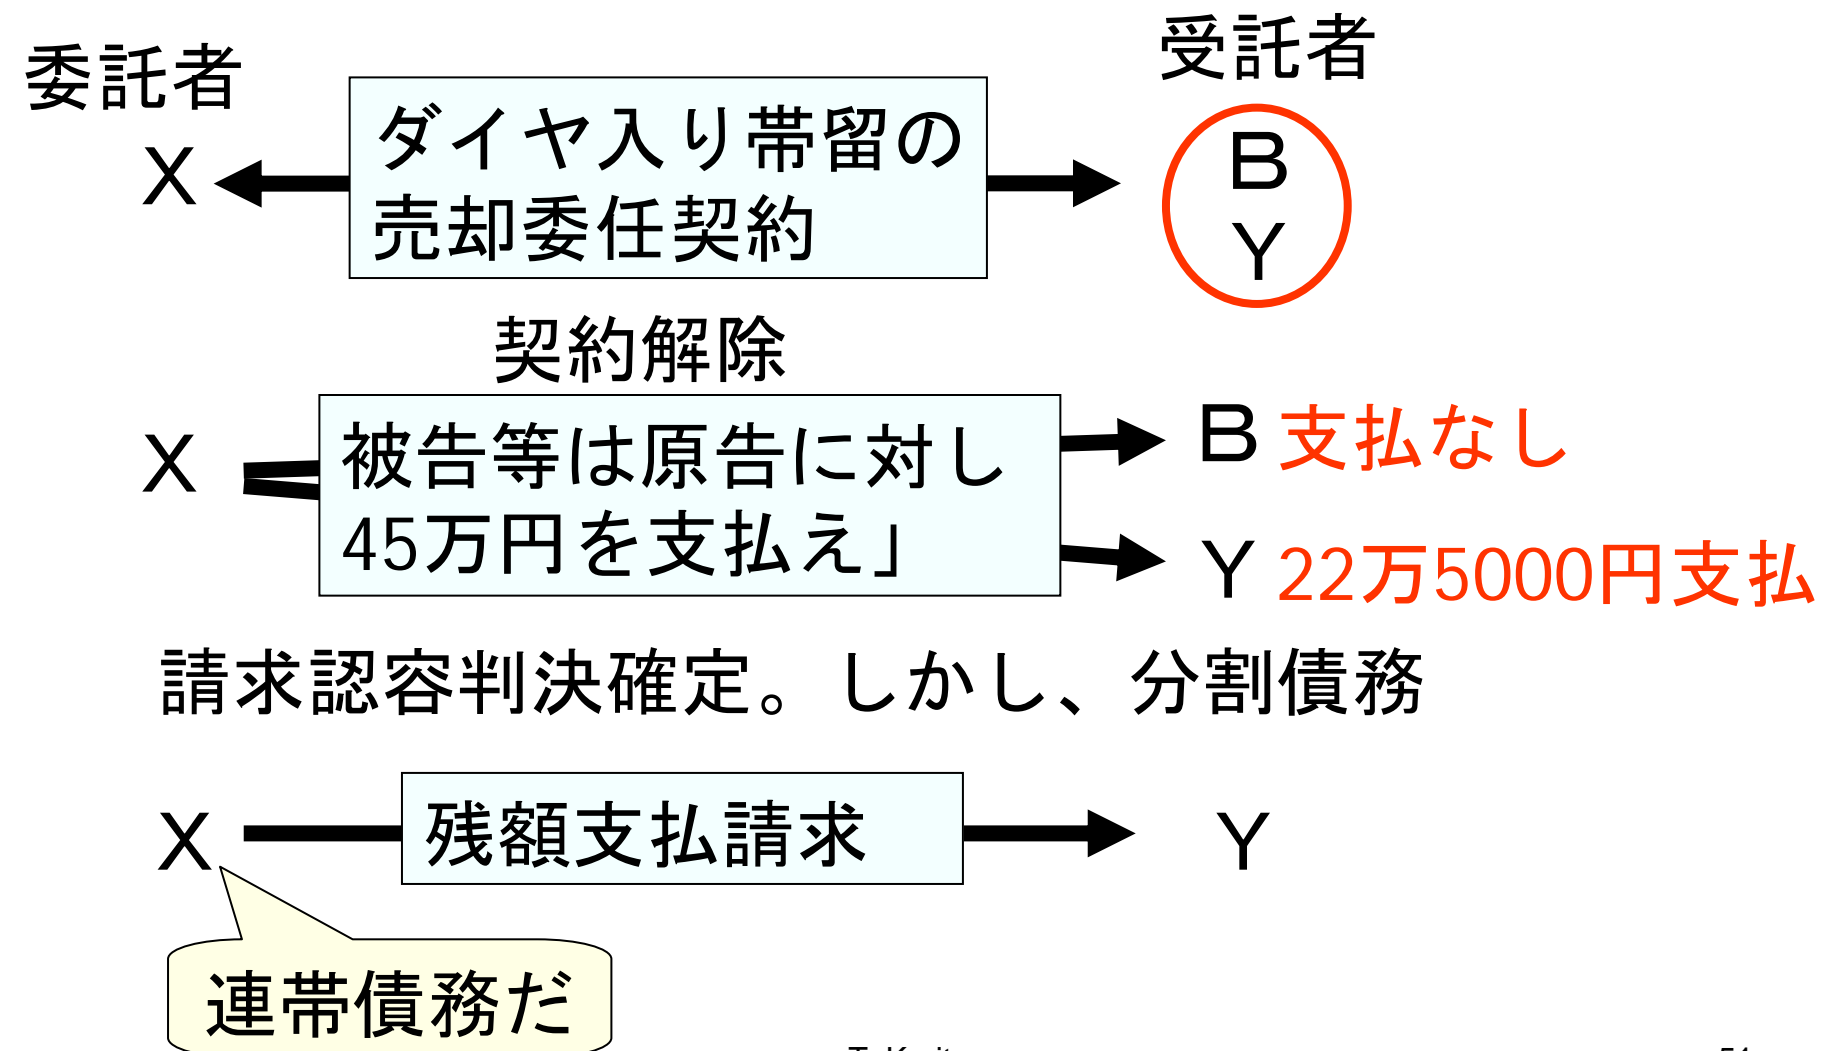 委託者
受託者
X
ダイヤ入り帯留の
売却委任契約
B
Y
契約解除
X
被告等は原告に対し
45万円を支払え」
B 支払なし
Y 22万5000円支払
請求認容判決確定。しかし、分割債務
X
残額支払請求
Y
連帯債務だ